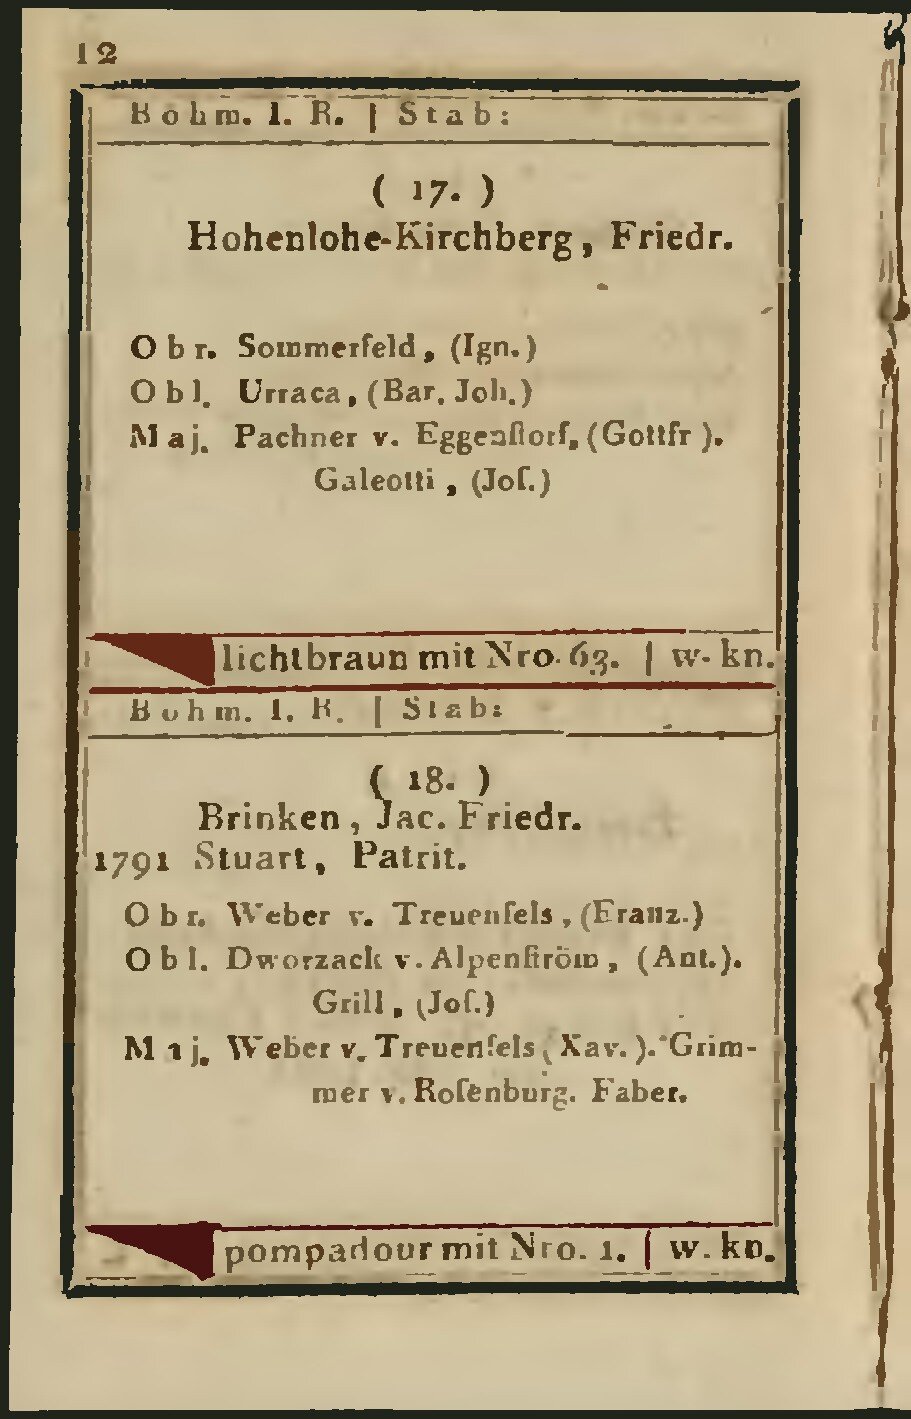 12
Böhm. I. R. | Stab:
( 17. )
Hohenlohe-Kirchberg, Friedr.
Obr. Sommerfeld, (Ign.)
Obl. Urraca, (Bar. Joh.)
Maj. Pachner v. Eggenſtorf, (Gottfr).
Galeotti, (Joſ.)
lichtbraun mit Nro. 63. | w. kn.
Böhm. I. R. | Stab:
( 18. )
Brinken, Jac. Friedr.
1791 Stuart, Patrit.
Obr. Weber v. Treuenfels, (Franz.)
Obl. Dworzack v. Alpenſtröm, (Ant.).
Grill, (Joſ.)
Maj. Weber v. Treuenfels (Xav.). Grim-
mer v. Roſenburg. Faber.
pompadour mit Nro. 1. | w. kn.